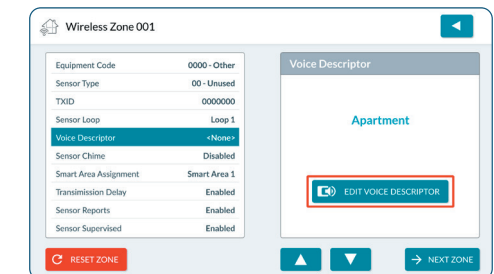 Wireless Zone 001
Equipment Code 0000 - Other
Sensor Type 00 - Unused
TXID 0000000
Sensor Loop Loop 1
Voice Descriptor <None>
Sensor Chime Disabled
Smart Area Assignment Smart Area 1
Transmission Delay Enabled
Sensor Reports Enabled
Sensor Supervised Enabled
RESET ZONE
Voice Descriptor
Apartment
EDIT VOICE DESCRIPTOR
NEXT ZONE